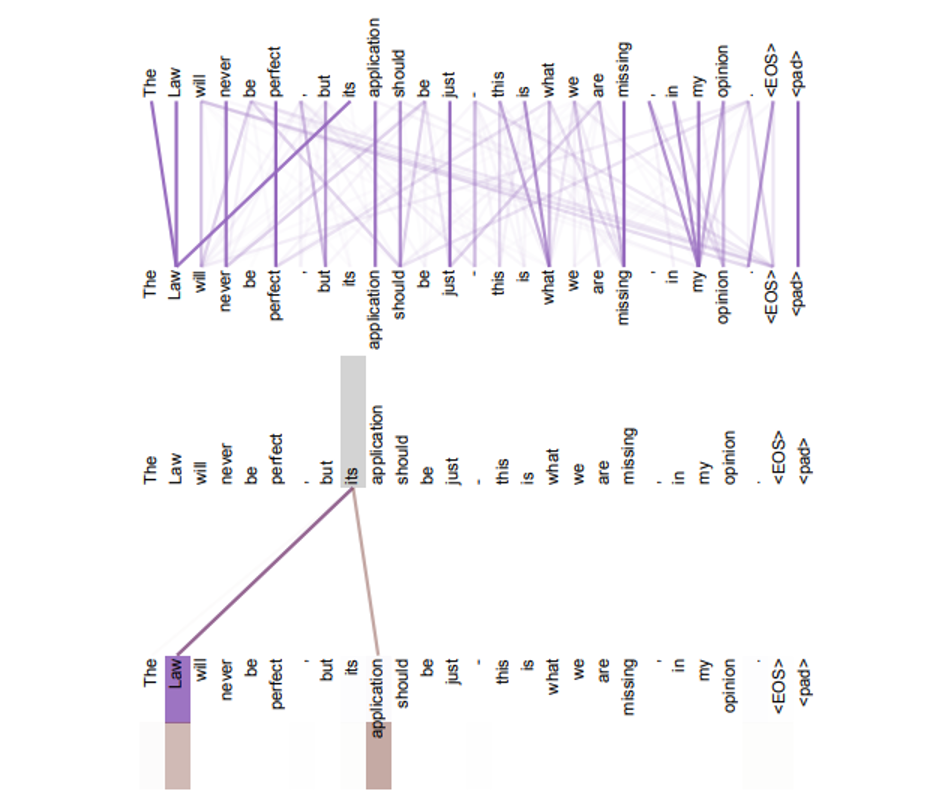 The Law will never be perfect , but its application should be just - this is what we are missing , in my opinion . <EOS> <pad>
The Law will never be perfect , but its application should be just - this is what we are missing , in my opinion . <EOS> <pad>
The Law will never be perfect , but its application should be just - this is what we are missing , in my opinion . <EOS> <pad>
The Law will never be perfect , but its application should be just - this is what we are missing , in my opinion . <EOS> <pad>